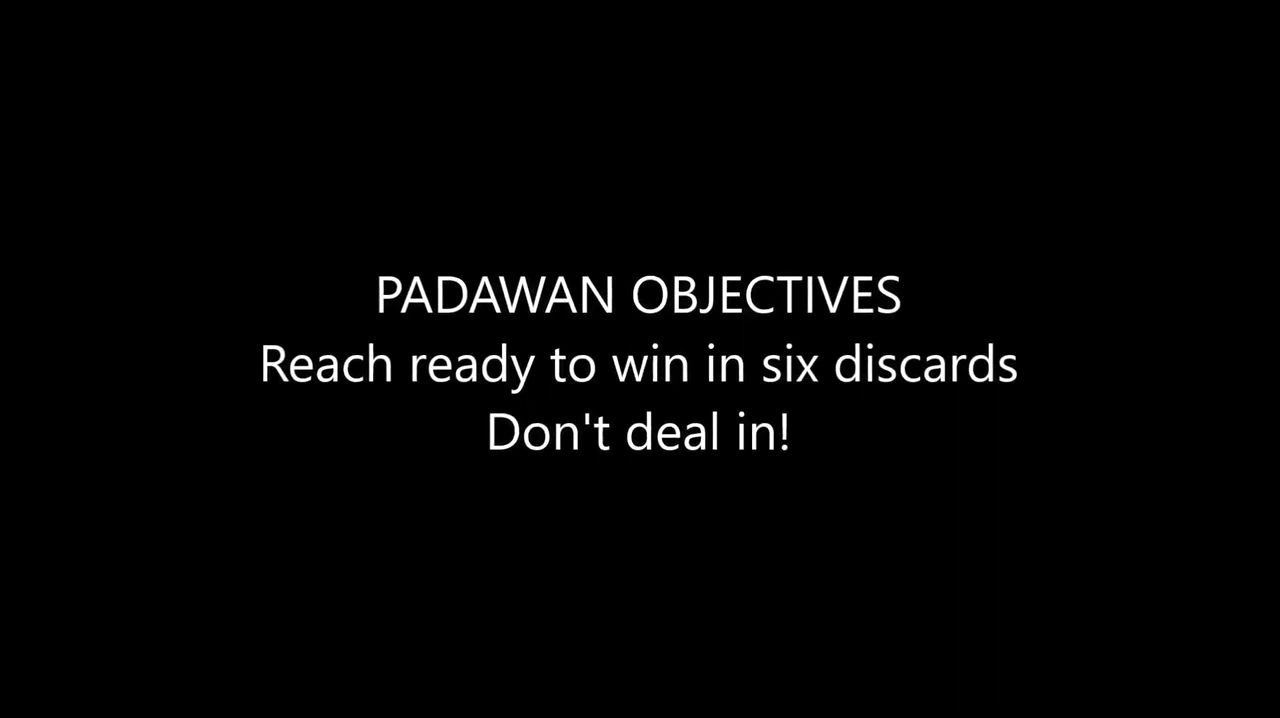 PADAWAN OBJECTIVES
Reach ready to win in six discards
Don't deal in!